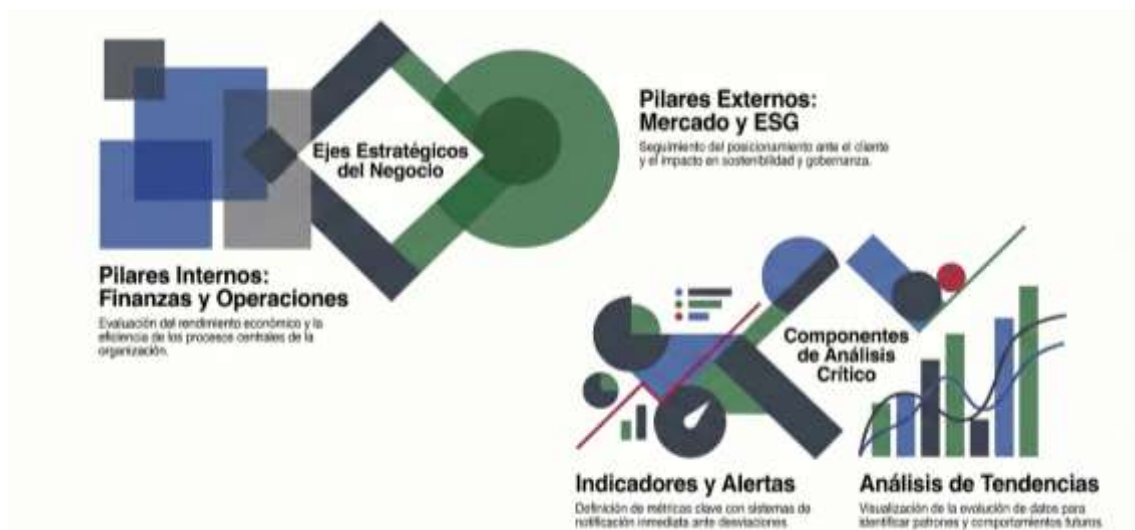 Ejes Estratégicos
del Negocio
Pilares Externos:
Mercado y ESG
Seguimiento del posicionamiento ante el cliente
y el impacto en sostenibilidad y gobernanza.
Pilares Internos:
Finanzas y Operaciones
Evaluación del rendimiento económico y la
eficiencia de los procesos centrales de la
organización.
Componentes
de Análisis
Crítico
Indicadores y Alertas
Definición de métricas clave con sistemas de
notificación inmediata ante desviaciones.
Análisis de Tendencias
Visualización de la evolución de datos para
identificar patrones y comportamientos futuros.